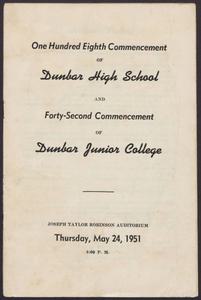 One Hundred Eighth Commencement
OF
Dunbar High School
AND
Forty-Second Commencement
OF
Dunbar Junior College
JOSEPH TAYLOR ROBINSON AUDITORIUM
Thursday, May 24, 1951
8:00 P. M.